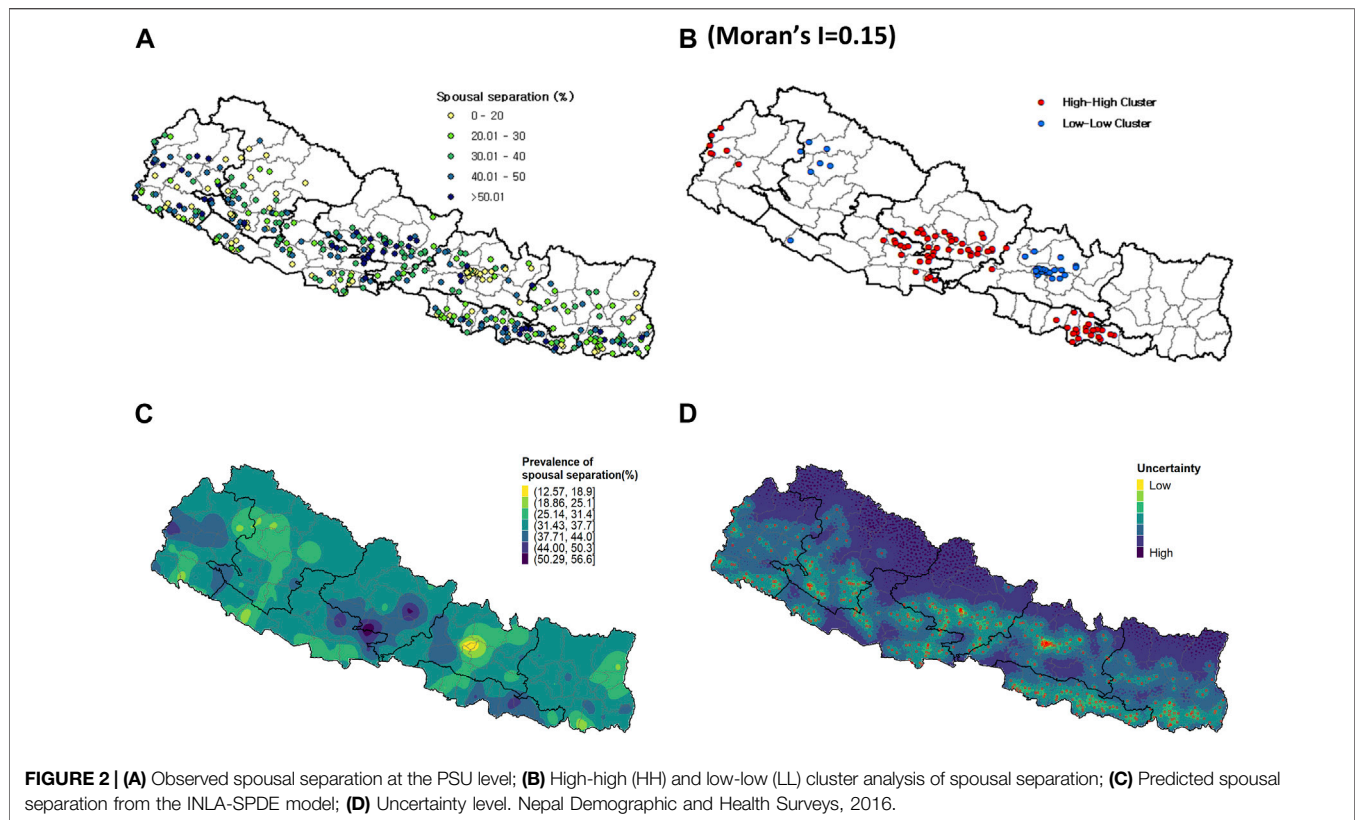 A
Spousal separation (%)
0 - 20
20.01 - 30
30.01 - 40
40.01 - 50
>50.01
B (Moran's I=0.15)
High-High Cluster
Low-Low Cluster
C
Prevalence of
spousal separation(%)
(12.57, 18.9]
(18.86, 25.1]
(25.14, 31.4]
(31.43, 37.7]
(37.71, 44.0]
(44.00, 50.3]
(50.29, 56.6]
D
Uncertainty
Low
High
FIGURE 2 | (A) Observed spousal separation at the PSU level; (B) High-high (HH) and low-low (LL) cluster analysis of spousal separation; (C) Predicted spousal
separation from the INLA-SPDE model; (D) Uncertainty level. Nepal Demographic and Health Surveys, 2016.